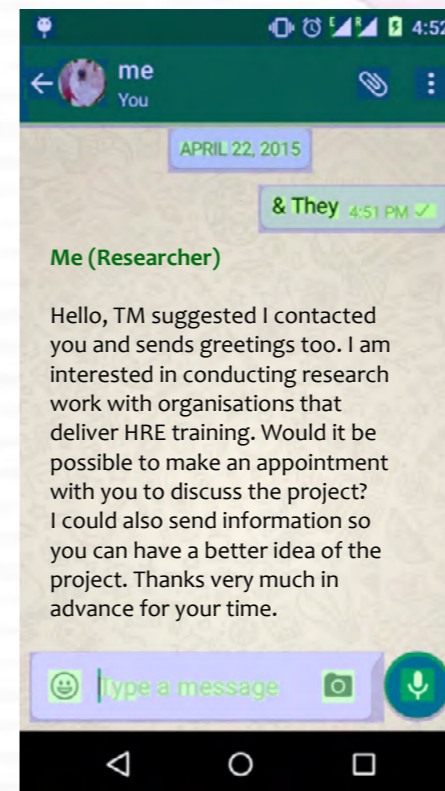 4:52
me
You
APRIL 22, 2015
& They 4:51 PM
Me (Researcher)
Hello, TM suggested I contacted
you and sends greetings too. I am
interested in conducting research
work with organisations that
deliver HRE training. Would it be
possible to make an appointment
with you to discuss the project?
I could also send information so
you can have a better idea of the
project. Thanks very much in
advance for your time.
Type a message